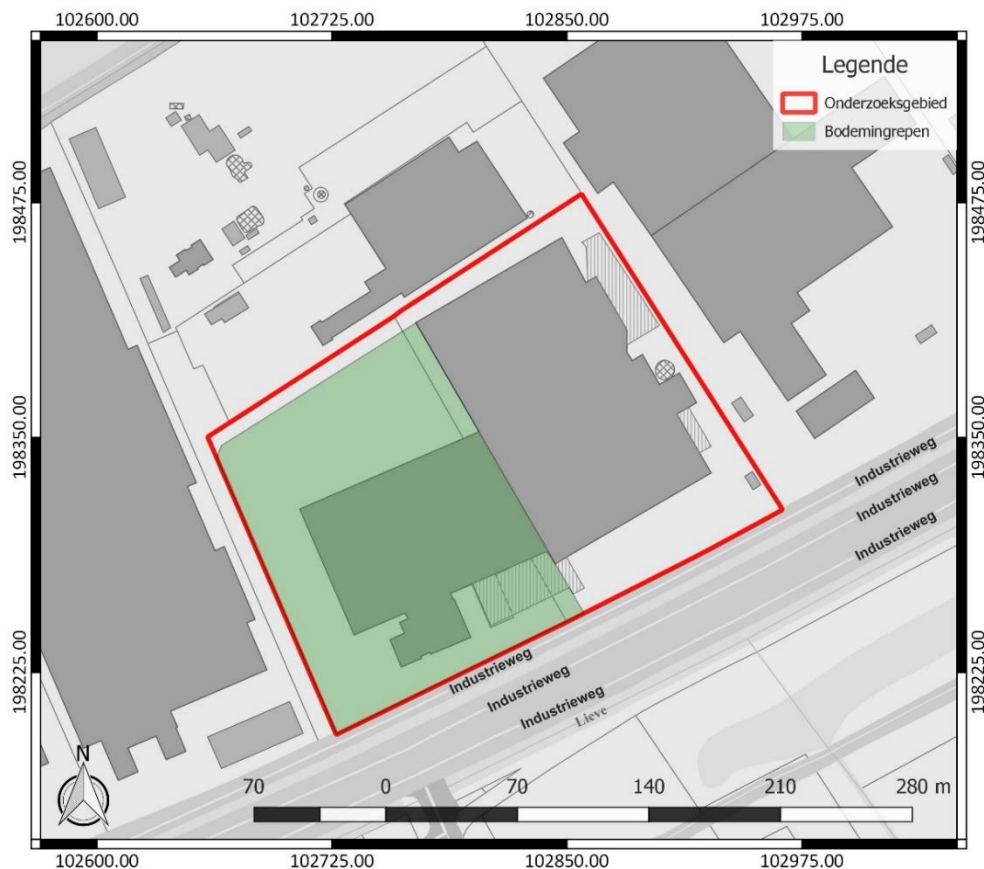 102600.00 102725.00 102850.00 102975.00
Legende
Onderzoeksgebied
Bodemingrepen
198475.00 198475.00
198350.00 198350.00
Industrieweg
Industrieweg
Industrieweg
198225.00 198225.00
Industrieweg
Industrieweg
Industrieweg
Lieve
N
70 0 70 140 210 280 m
102600.00 102725.00 102850.00 102975.00